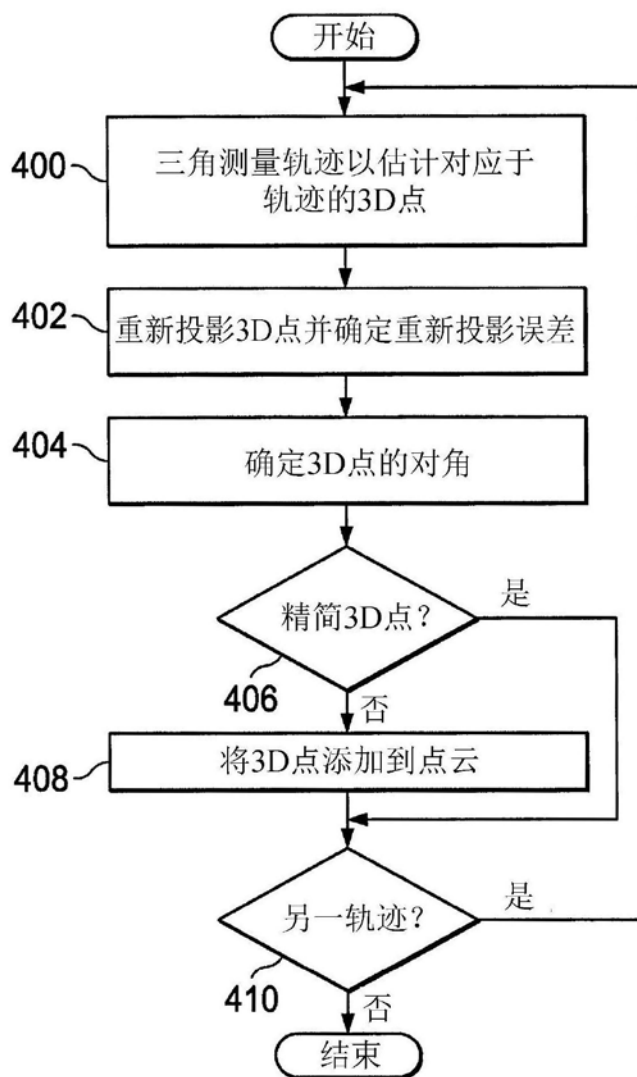 开始
400
三角测量轨迹以估计对应于
轨迹的3D点
402
重新投影3D点并确定重新投影误差
404
确定3D点的对角
精简3D点?
是
406
否
408
将3D点添加到点云
另一轨迹?
是
410
否
结束